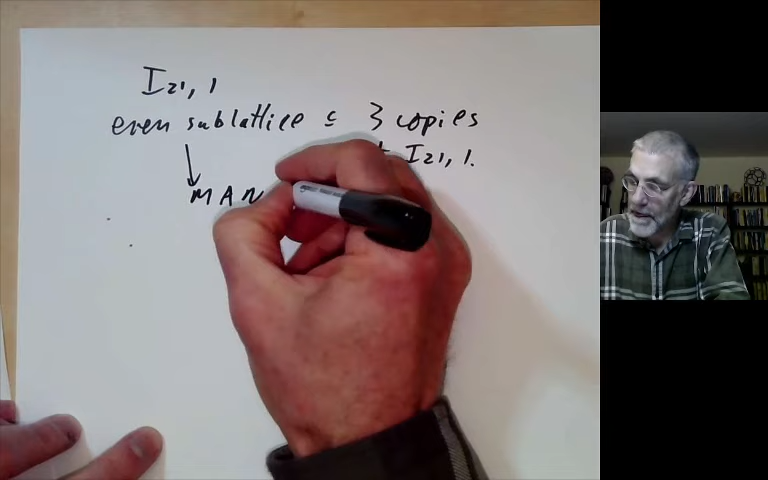 I21, 1
even sublattice ⊆ 3 copies
I21, 1.
MAN